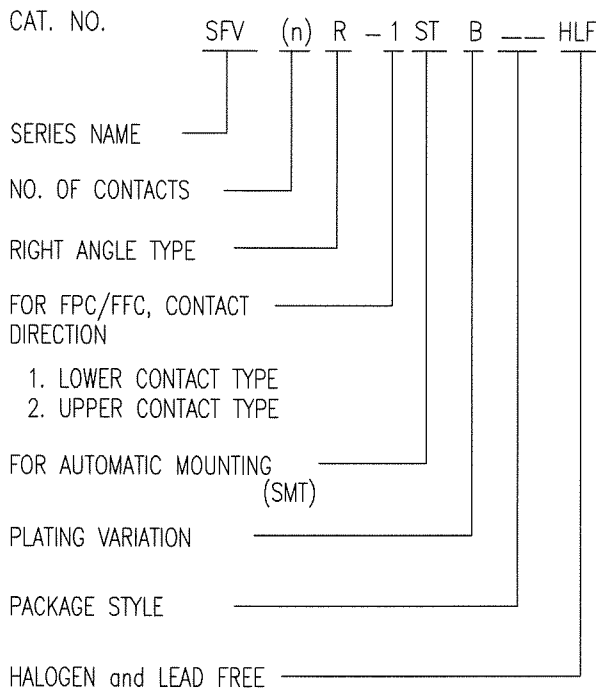 CAT. NO. SFV (n) R - 1 ST B __ HLF
SERIES NAME
NO. OF CONTACTS
RIGHT ANGLE TYPE
FOR FPC/FFC, CONTACT
DIRECTION
1. LOWER CONTACT TYPE
2. UPPER CONTACT TYPE
FOR AUTOMATIC MOUNTING
(SMT)
PLATING VARIATION
PACKAGE STYLE
HALOGEN and LEAD FREE